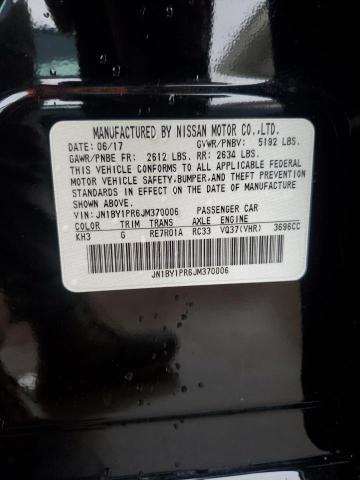 MANUFACTURED BY NISSAN MOTOR CO.,LTD.
DATE: 06/17 GVWR/PNBV: 5192 LBS.
GAWR/PNBE FR: 2612 LBS. RR: 2634 LBS.
THIS VEHICLE CONFORMS TO ALL APPLICABLE FEDERAL
MOTOR VEHICLE SAFETY,BUMPER,AND THEFT PREVENTION
STANDARDS IN EFFECT ON THE DATE OF MANUFACTURE
SHOWN ABOVE.
VIN: JN1BY1PR6JM370006 PASSENGER CAR
COLOR TRIM TRANS AXLE ENGINE
KH3 G RE7R01A RC33 VQ37(VHR) 3696CC
JN1BY1PR6JM370006